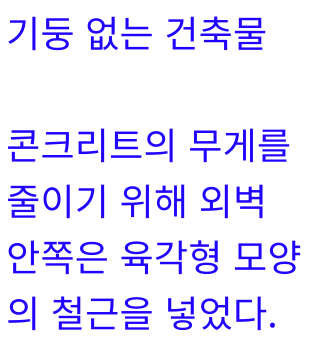 기둥 없는 건축물
콘크리트의 무게를
줄이기 위해 외벽
안쪽은 육각형 모양
의 철근을 넣었다.